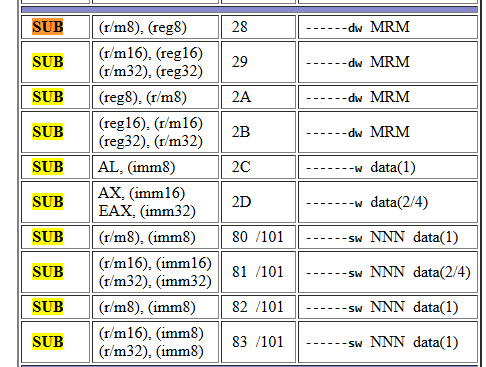 SUB (r/m8), (reg8) 28 ------dw MRM
SUB (r/m16), (reg16) 29 ------dw MRM
(r/m32), (reg32)
SUB (reg8), (r/m8) 2A ------dw MRM
SUB (reg16), (r/m16) 2B ------dw MRM
(reg32), (r/m32)
SUB AL, (imm8) 2C -------w data(1)
SUB AX, (imm16) 2D -------w data(2/4)
EAX, (imm32)
SUB (r/m8), (imm8) 80 /101 ------sw NNN data(1)
SUB (r/m16), (imm16) 81 /101 ------sw NNN data(2/4)
(r/m32), (imm32)
SUB (r/m8), (imm8) 82 /101 ------sw NNN data(1)
SUB (r/m16), (imm8) 83 /101 ------sw NNN data(1)
(r/m32), (imm8)